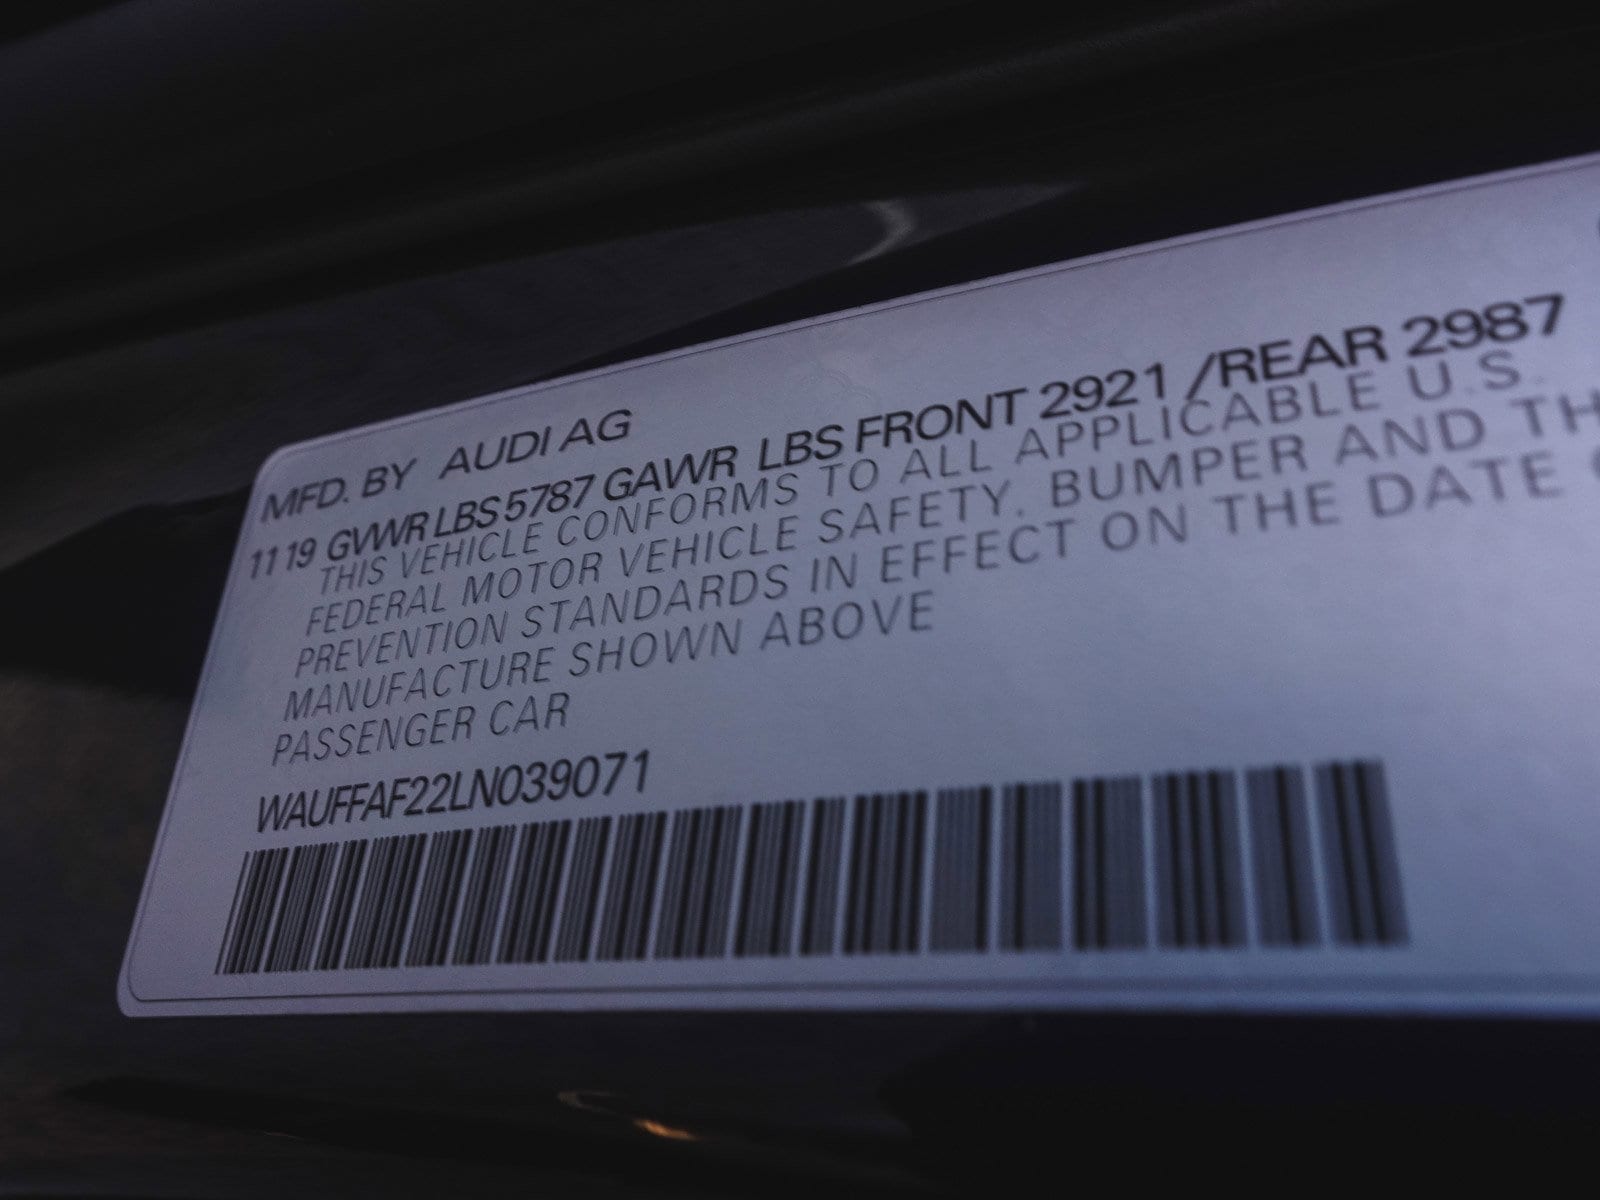 MFD. BY AUDI AG
11 19 GVWR LBS 5787 GAWR LBS FRONT 2921 /REAR 2987
THIS VEHICLE CONFORMS TO ALL APPLICABLE U.S.
FEDERAL MOTOR VEHICLE SAFETY. BUMPER AND
PREVENTION STANDARDS IN EFFECT ON THE DATE
MANUFACTURE SHOWN ABOVE
PASSENGER CAR
WAUFFAF22LN039071